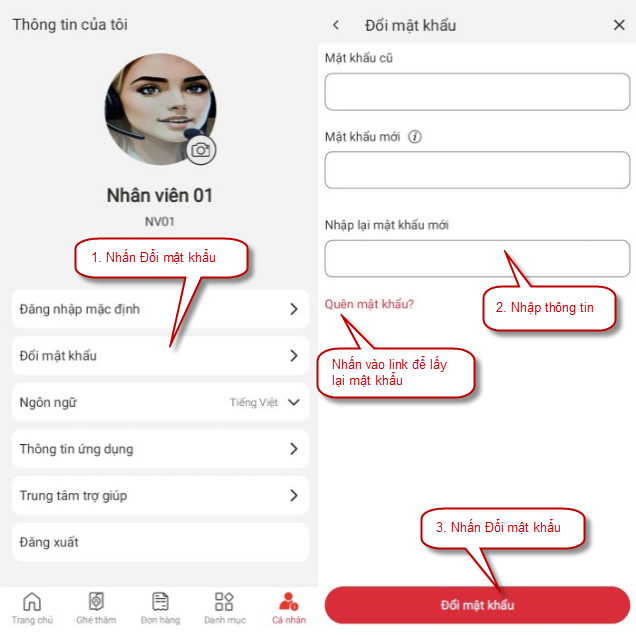 Thông tin của tôi
Nhân viên 01
NV01
1. Nhấn Đổi mật khẩu
Đăng nhập mặc định
Đổi mật khẩu
Ngôn ngữ
Tiếng Việt
Thông tin ứng dụng
Trung tâm trợ giúp
Đăng xuất
Trang chủ
Ghé thăm
Đơn hàng
Danh mục
Cá nhân
Đổi mật khẩu
Mật khẩu cũ
Mật khẩu mới
Nhập lại mật khẩu mới
2. Nhập thông tin
Quên mật khẩu?
Nhấn vào link để lấy
lại mật khẩu
3. Nhấn Đổi mật khẩu
Đổi mật khẩu